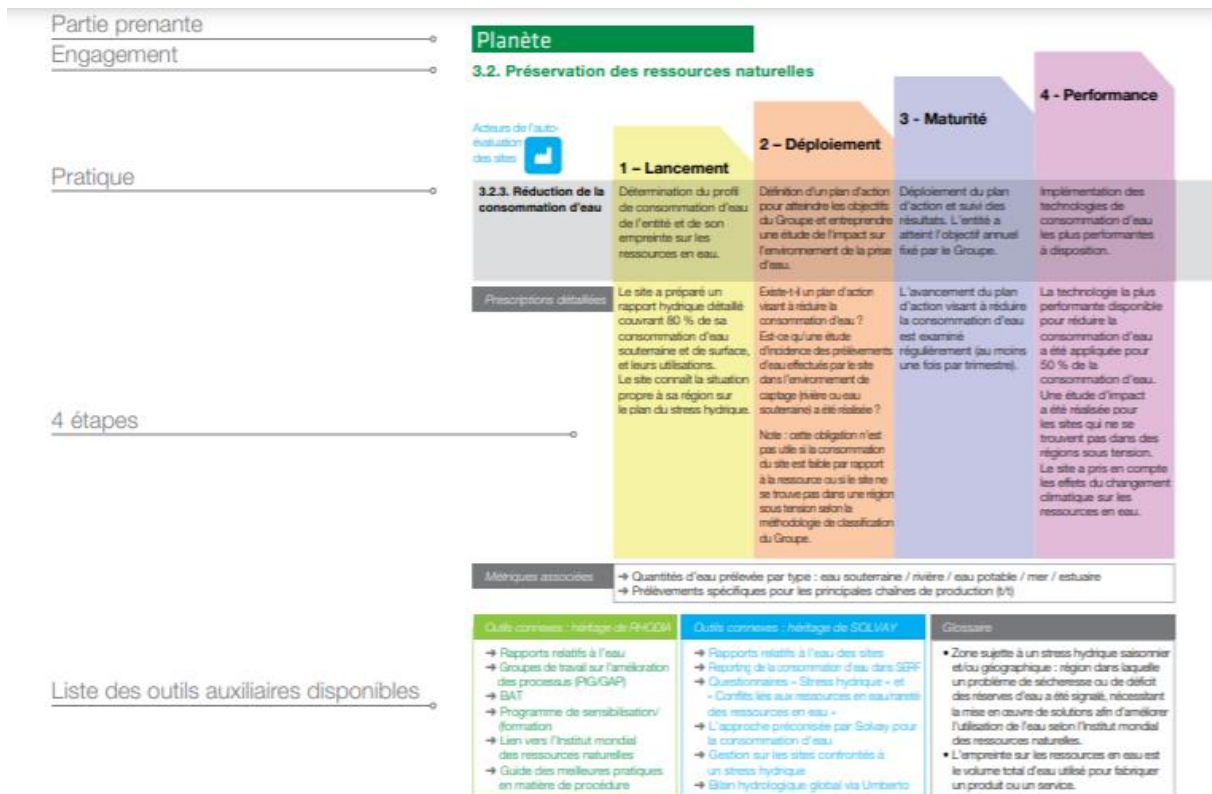 Partie prenante
Engagement
Pratique
4 étapes
Liste des outils auxiliaires disponibles
Planète
3.2. Préservation des ressources naturelles
Acteurs de l'auto-
évaluation
des sites
1 – Lancement
2 – Déploiement
3 - Maturité
4 - Performance
3.2.3. Réduction de la
consommation d'eau
Détermination du profil
de consommation d'eau
de l'entité et de son
empreinte sur les
ressources en eau.
Définition d'un plan d'action
pour atteindre les objectifs
du Groupe et entreprendre
une étude de l'impact sur
l'environnement de la prise
d'eau.
Déploiement du plan
d'action et suivi des
résultats. L'entité a
atteint l'objectif annuel
fixé par le Groupe.
Implémentation des
technologies de
consommation d'eau
les plus performantes
à disposition.
Prescriptions détaillées
Le site a préparé un
rapport hydrique détaillé
couvrant 80 % de sa
consommation d'eau
souterraine et de surface,
et leurs utilisations.
Le site connaît la situation
propre à sa région sur
le plan du stress hydrique.
Existe-t-il un plan d'action
visant à réduire la
consommation d'eau ?
Est-ce qu'une étude
d'incidence des prélèvements
d'eau effectués par le site
dans l'environnement de
captage (rivière ou eau
souterraine) a été réalisée ?
Note : cette obligation n'est
pas utile si la consommation
du site est faible par rapport
à la ressource ou si le site ne
se trouve pas dans une région
sous tension selon la
méthodologie de classification
du Groupe.
L'avancement du plan
d'action visant à réduire
la consommation d'eau
est examiné
régulièrement (au moins
une fois par trimestre).
La technologie la plus
performante disponible
pour réduire la
consommation d'eau
a été appliquée pour
50 % de la
consommation d'eau.
Une étude d'impact
a été réalisée pour
les sites qui ne se
trouvent pas dans des
régions sous tension.
Le site a pris en compte
les effets du changement
climatique sur les
ressources en eau.
Métriques associées
➔ Quantités d'eau prélevée par type : eau souterraine / rivière / eau potable / mer / estuaire
➔ Prélèvements spécifiques pour les principales chaînes de production (t/t)
Outils connexes : héritage de RHODIA
➔ Rapports relatifs à l'eau
➔ Groupes de travail sur l'amélioration
des processus (PIG/GAP)
➔ BAT
➔ Programme de sensibilisation/
formation
➔ Lien vers l'Institut mondial
des ressources naturelles
➔ Guide des meilleures pratiques
en matière de procédure
Outils connexes : héritage de SOLVAY
➔ Rapports relatifs à l'eau des sites
➔ Reporting de la consommation d'eau dans SERF
➔ Questionnaires « Stress hydrique » et
« Conflits liés aux ressources en eau/rareté
des ressources en eau »
➔ L'approche préconisée par Solvay pour
la consommation d'eau
➔ Gestion sur les sites confrontés à
un stress hydrique
➔ Bilan hydrologique global via Umberto
Glossaire
• Zone sujette à un stress hydrique saisonnier
et/ou géographique : région dans laquelle
un problème de sécheresse ou de déficit
des réserves d'eau a été signalé, nécessitant
la mise en œuvre de solutions afin d'améliorer
l'utilisation de l'eau selon l'Institut mondial
des ressources naturelles.
• L'empreinte sur les ressources en eau est
le volume total d'eau utilisé pour fabriquer
un produit ou un service.